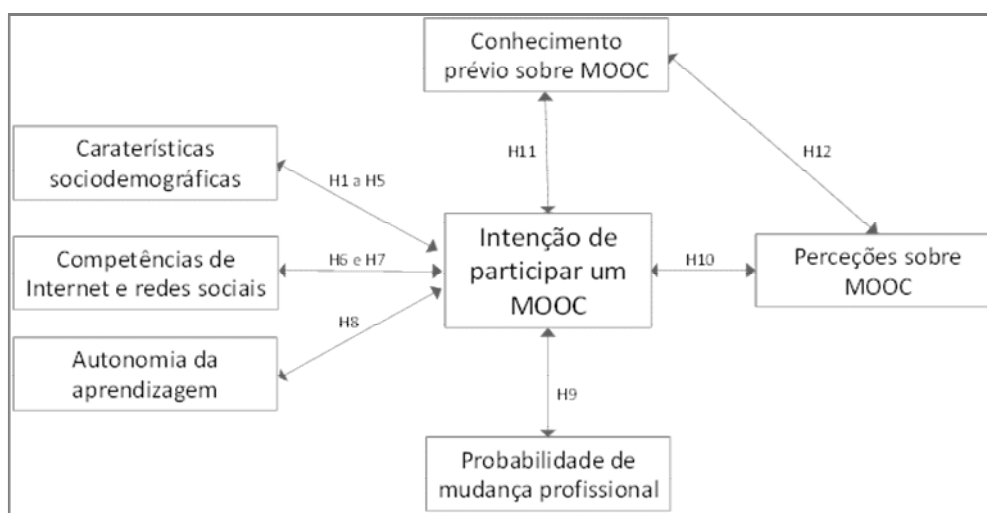 Conhecimento
prévio sobre MOOC
Caraterísticas
sociodemográficas
H1 a H5
H11
H12
Competências de
Internet e redes sociais
H6 e H7
Intenção de
participar um
MOOC
H10
Perceções sobre
MOOC
H8
Autonomia da
aprendizagem
H9
Probabilidade de
mudança profissional